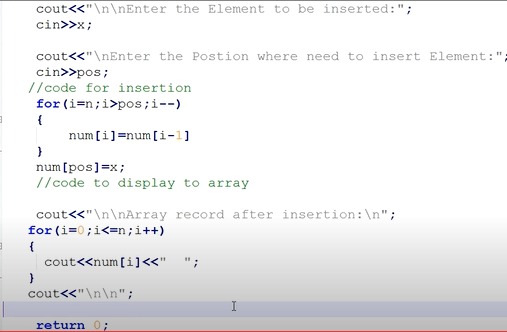 cout<<"\n\nEnter the Element to be inserted:";
cin>>x;
cout<<"\nEnter the Postion where need to insert Element:";
cin>>pos;
//code for insertion
for(i=n;i>pos;i--)
{
num[i]=num[i-1]
}
num[pos]=x;
//code to display to array
cout<<"\n\nArray record after insertion:\n";
for(i=0;i<=n;i++)
{
cout<<num[i]<<"  ";
}
cout<<"\n\n";
return 0;